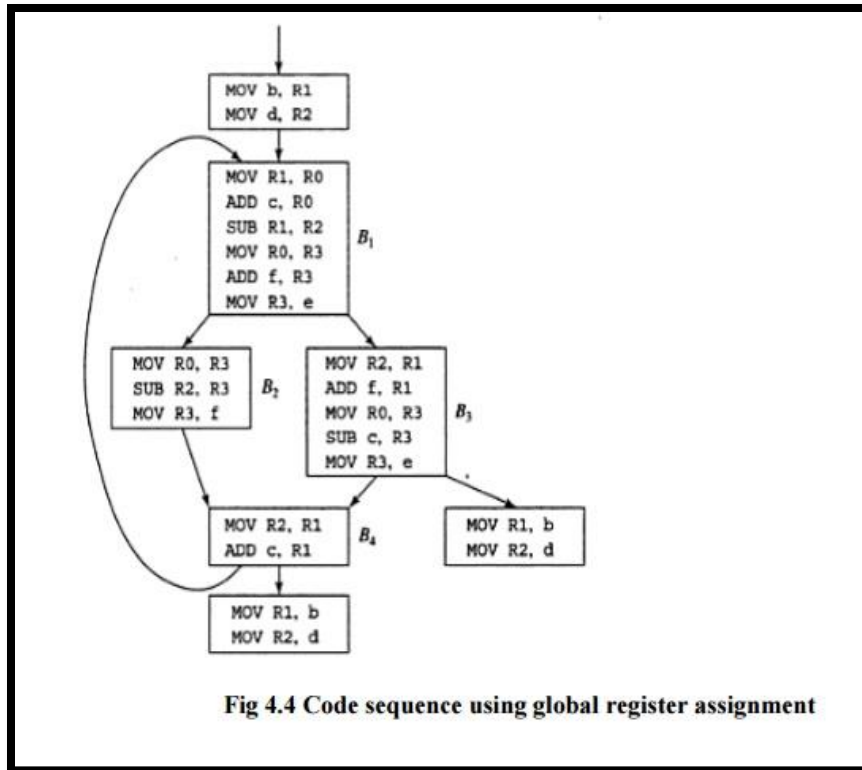 MOV b, R1
MOV d, R2
MOV R1, R0
ADD c, R0
SUB R1, R2
MOV R0, R3
ADD f, R3
MOV R3, e
B1
MOV R0, R3
SUB R2, R3
MOV R3, f
B2
MOV R2, R1
ADD f, R1
MOV R0, R3
SUB c, R3
MOV R3, e
B3
MOV R2, R1
ADD c, R1
B4
MOV R1, b
MOV R2, d
MOV R1, b
MOV R2, d
Fig 4.4 Code sequence using global register assignment